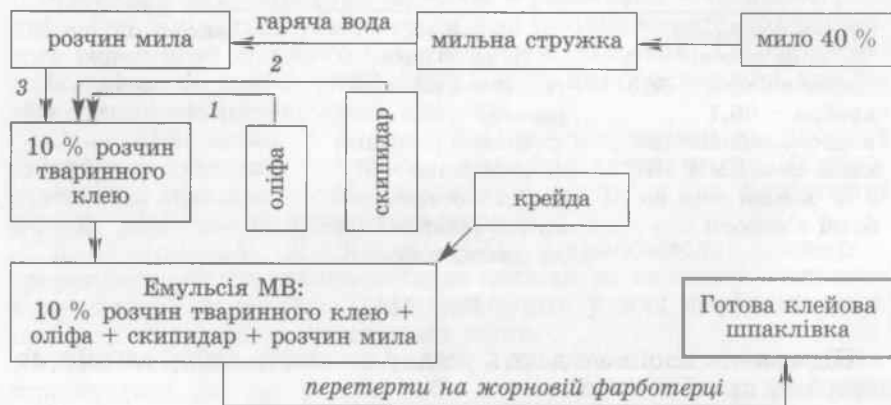 гаряча вода
розчин мила
мильна стружка
мило 40 %
3
2
1
10 % розчин
тваринного
клею
оліфа
скипидар
крейда
Емульсія МВ:
10 % розчин тваринного клею +
оліфа + скипидар + розчин мила
Готова клейова
шпаклівка
перетерти на жорновій фарботерці